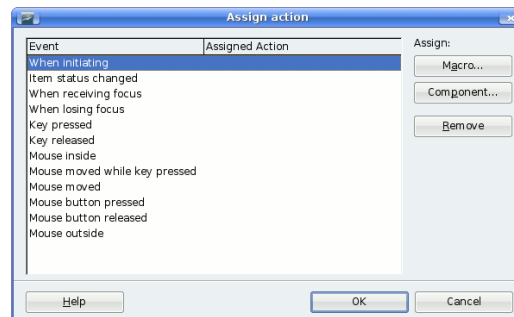 Assign action
Event Assigned Action
When initiating
Item status changed
When receiving focus
When losing focus
Key pressed
Key released
Mouse inside
Mouse moved while key pressed
Mouse moved
Mouse button pressed
Mouse button released
Mouse outside
Assign:
Macro...
Component...
Remove
Help OK Cancel